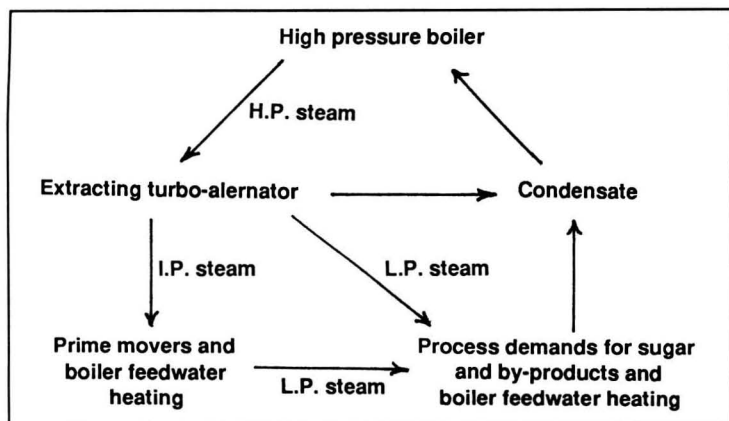 High pressure boiler
H.P. steam
Extracting turbo-alernator
Condensate
I.P. steam
L.P. steam
Prime movers and
boiler feedwater
heating
L.P. steam
Process demands for sugar
and by-products and
boiler feedwater heating